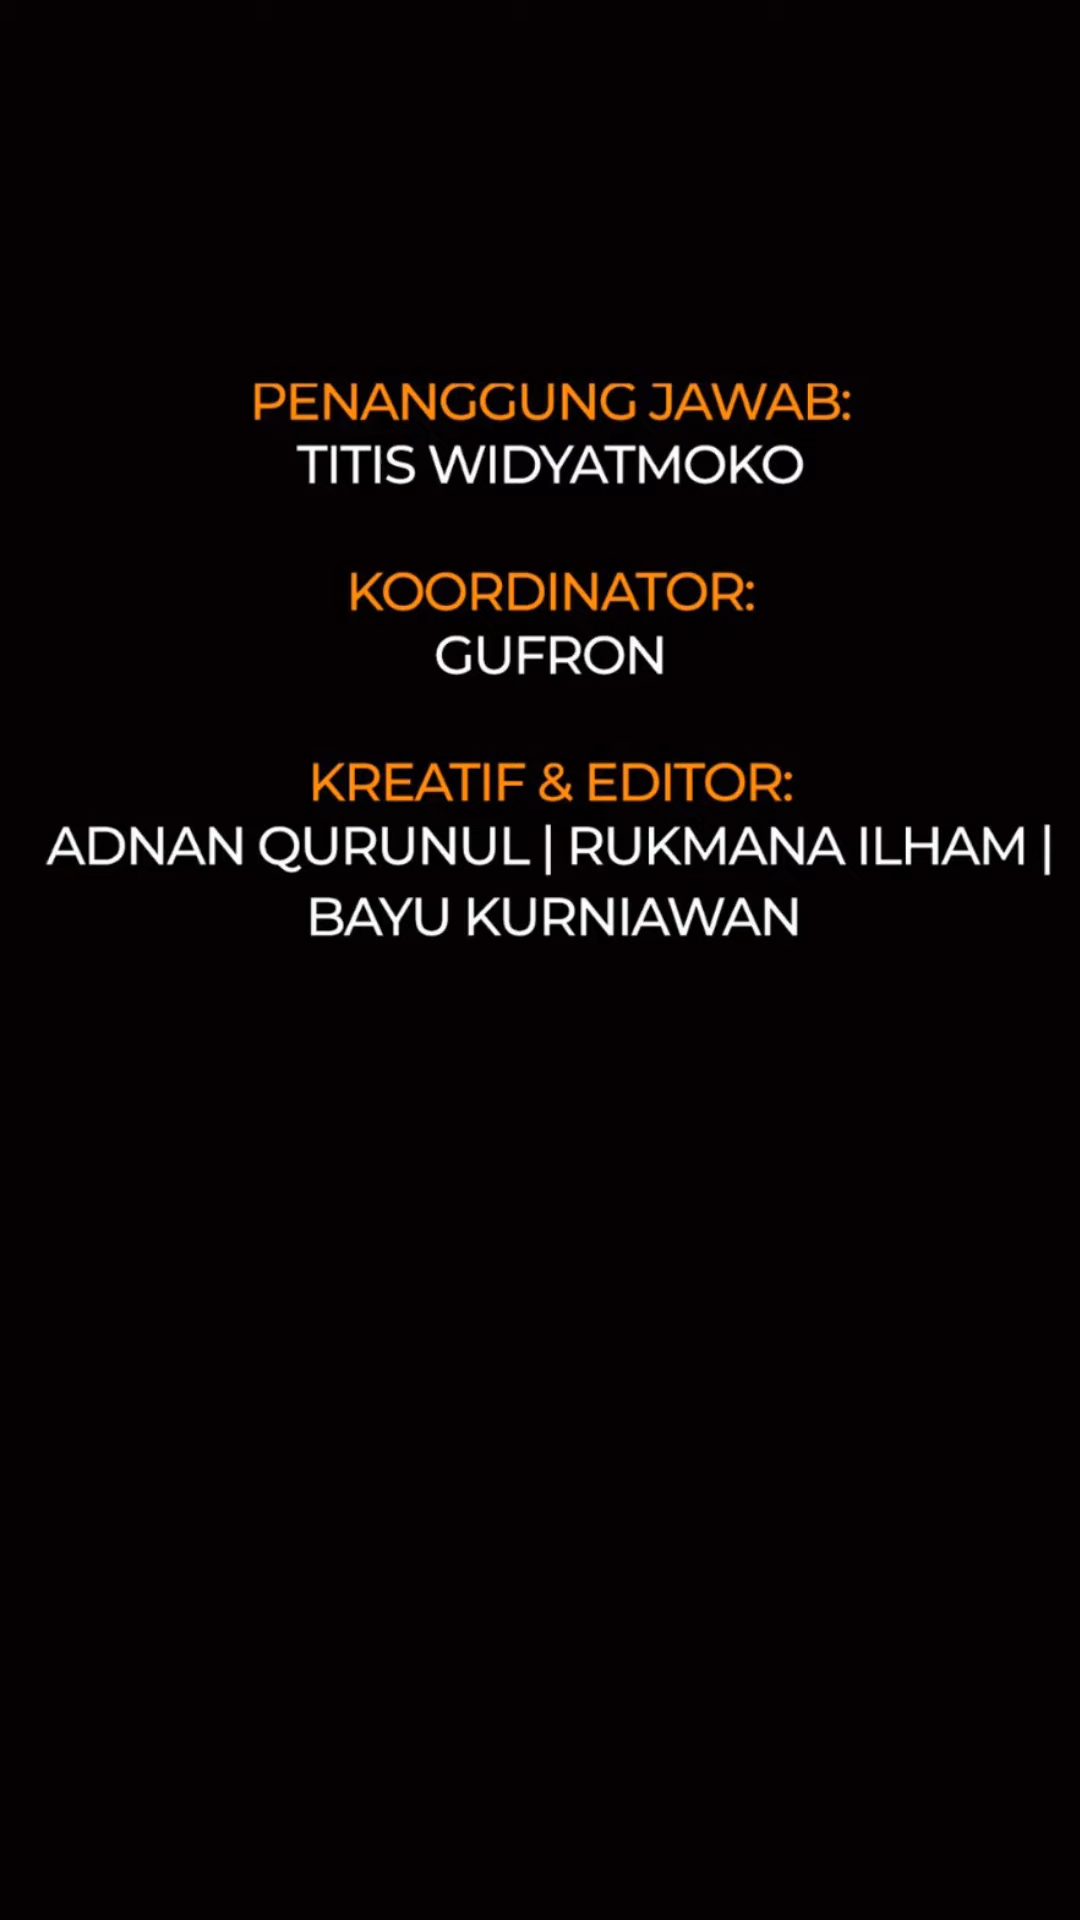 PENANGGUNG JAWAB:
TITIS WIDYATMOKO
KOORDINATOR:
GUFRON
KREATIF & EDITOR:
ADNAN QURUNUL | RUKMANA ILHAM |
BAYU KURNIAWAN